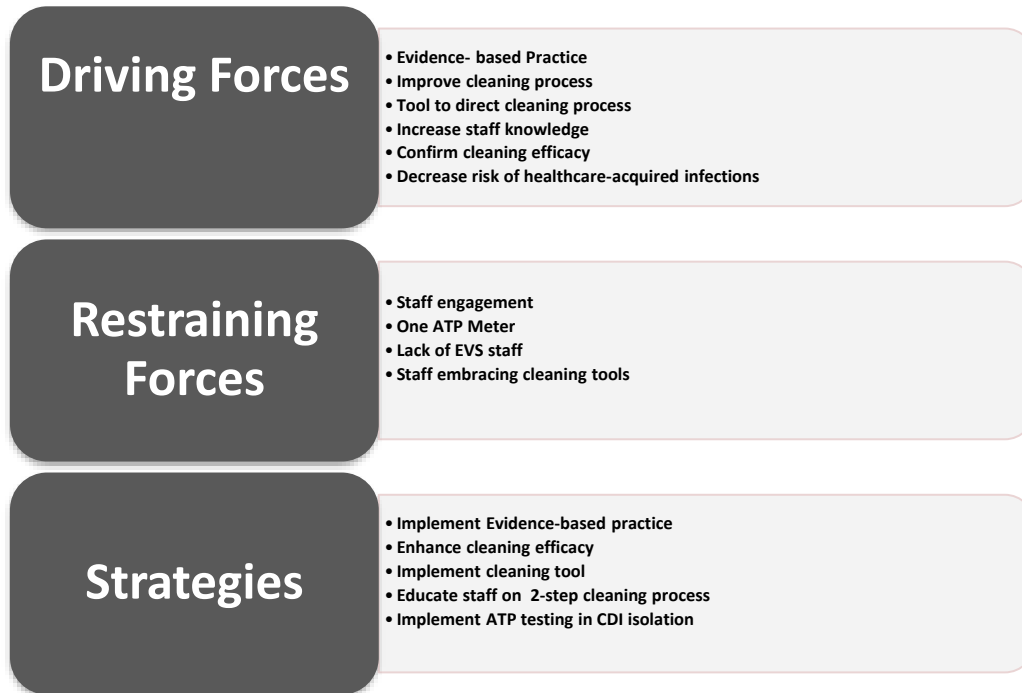 Driving Forces
• Evidence- based Practice
• Improve cleaning process
• Tool to direct cleaning process
• Increase staff knowledge
• Confirm cleaning efficacy
• Decrease risk of healthcare-acquired infections
Restraining
Forces
• Staff engagement
• One ATP Meter
• Lack of EVS staff
• Staff embracing cleaning tools
Strategies
• Implement Evidence-based practice
• Enhance cleaning efficacy
• Implement cleaning tool
• Educate staff on 2-step cleaning process
• Implement ATP testing in CDI isolation